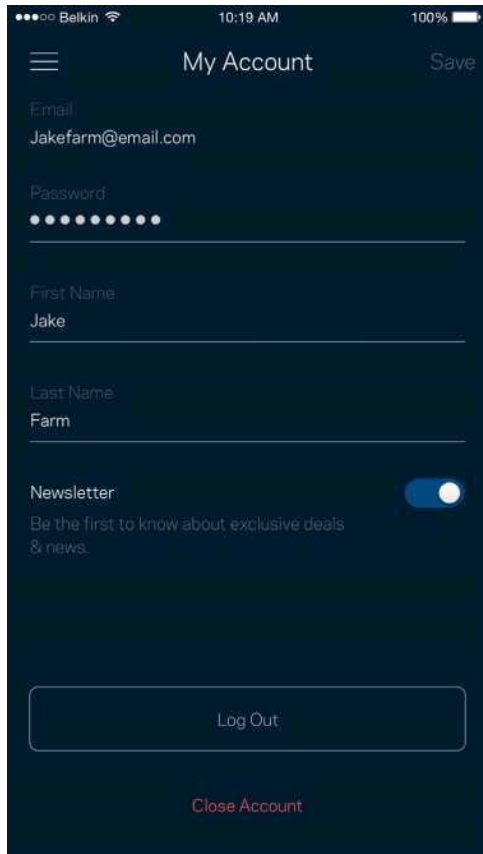 Belkin 10:19 AM 100%
My Account Save
Email
Jakefarm@email.com
Password
●●●●●●●●●
First Name
Jake
Last Name
Farm
Newsletter
Be the first to know about exclusive deals
& news.
Log Out
Close Account